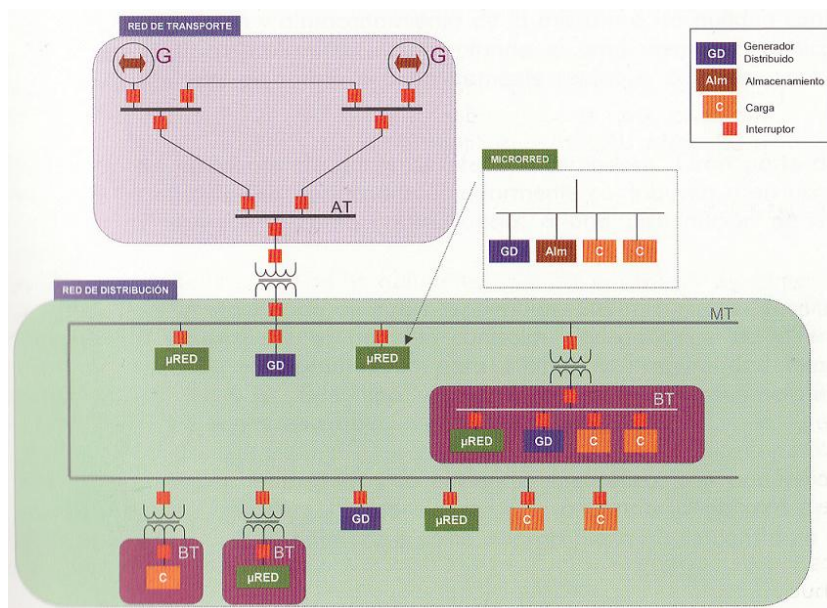 RED DE TRANSPORTE
G
G
AT
GD
Generador
Distribuido
Alm
Almacenamiento
C
Carga
Interruptor
MICRORRED
GD
Alm
C
C
RED DE DISTRIBUCIÓN
MT
µRED
GD
µRED
BT
µRED
GD
C
C
GD
µRED
C
C
BT
C
BT
µRED